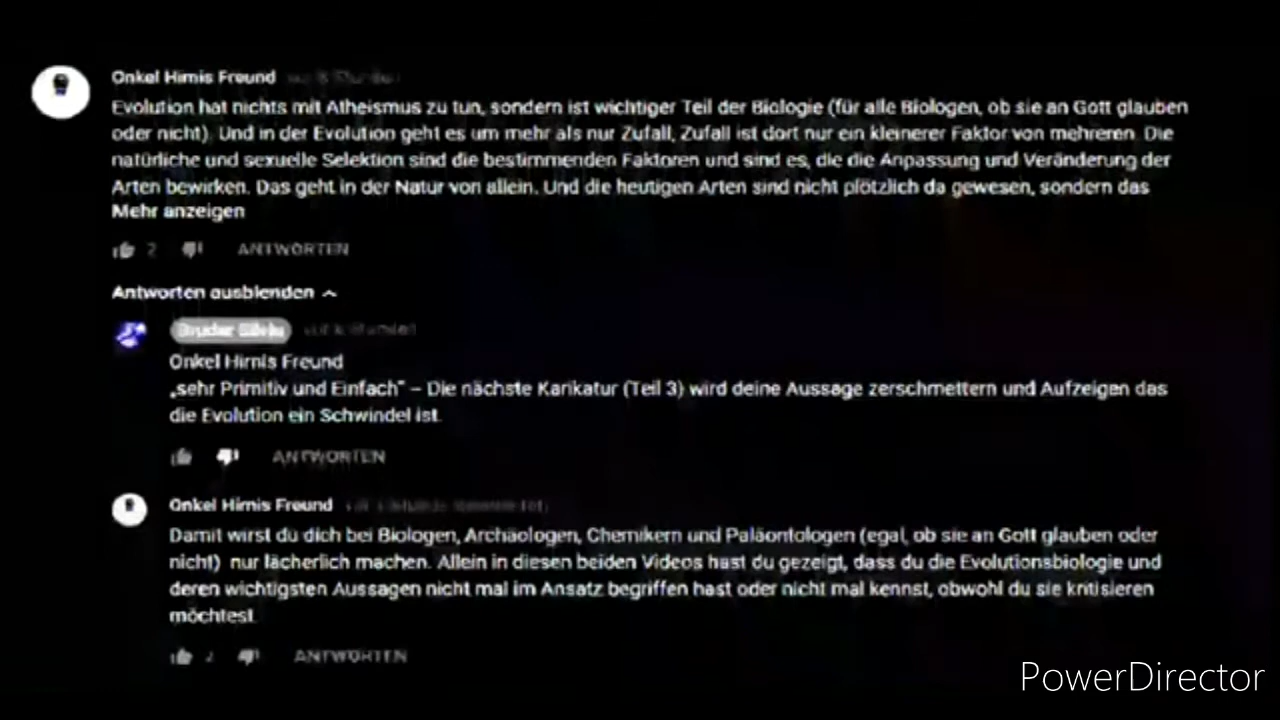 Onkel Hirnis Freund
Evolution hat nichts mit Atheismus zu tun, sondern ist wichtiger Teil der Biologie (für alle Biologen, ob sie an Gott glauben
oder nicht). Und in der Evolution geht es um mehr als nur Zufall, Zufall ist dort nur ein kleinerer Faktor von mehreren. Die
natürliche und sexuelle Selektion sind die bestimmenden Faktoren und sind es, die die Anpassung und Veränderung der
Arten bewirken. Das geht in der Natur von allein. Und die heutigen Arten sind nicht plötzlich da gewesen, sondern das
Mehr anzeigen
2 ANTWORTEN
Antworten ausblenden
Bruder
Onkel Hirnis Freund
„sehr Primitiv und Einfach" – Die nächste Karikatur (Teil 3) wird deine Aussage zerschmettern und Aufzeigen das
die Evolution ein Schwindel ist.
ANTWORTEN
Onkel Hirnis Freund
Damit wirst du dich bei Biologen, Archäologen, Chemikern und Paläontologen (egal, ob sie an Gott glauben oder
nicht) nur lächerlich machen. Allein in diesen beiden Videos hast du gezeigt, dass du die Evolutionsbiologie und
deren wichtigsten Aussagen nicht mal im Ansatz begriffen hast oder nicht mal kennst, obwohl du sie kritisieren
möchtest.
2 ANTWORTEN
PowerDirector